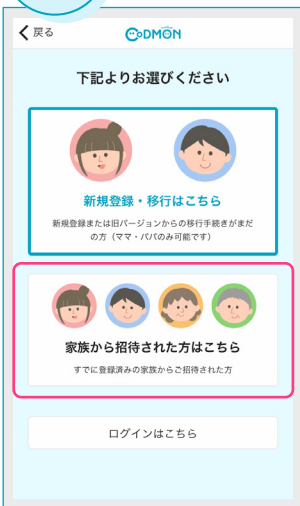 戻る
CoDMON
下記よりお選びください
新規登録・移行はこちら
新規登録または旧バージョンからの移行手続きがまだ
の方（ママ・パパのみ可能です）
家族から招待された方はこちら
すでに登録済みの家族からご招待された方
ログインはこちら